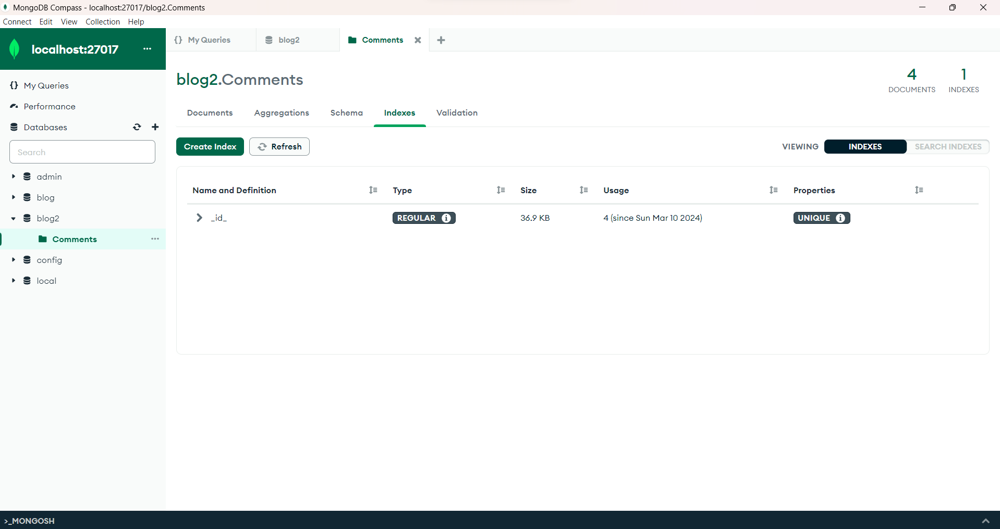 MongoDB Compass - localhost:27017/blog2.Comments
Connect Edit View Collection Help
localhost:27017
{} My Queries
blog2
Comments
{} My Queries
Performance
Databases
Search
admin
blog
blog2
Comments
config
local
blog2.Comments
4
DOCUMENTS
1
INDEXES
Documents Aggregations Schema Indexes Validation
Create Index Refresh
VIEWING INDEXES SEARCH INDEXES
Name and Definition Type Size Usage Properties
_id_ REGULAR 36.9 KB 4 (since Sun Mar 10 2024) UNIQUE
>_MONGOSH